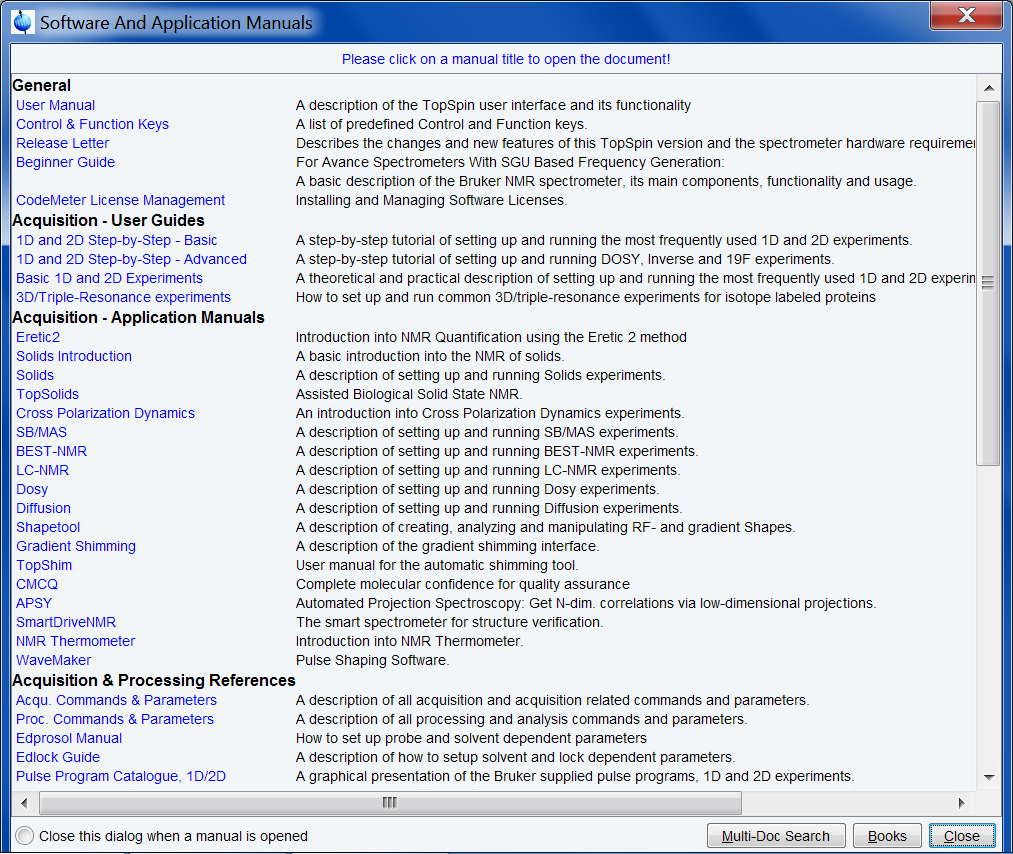 Software And Application Manuals
Please click on a manual title to open the document!
General
User Manual A description of the TopSpin user interface and its functionality
Control & Function Keys A list of predefined Control and Function keys.
Release Letter Describes the changes and new features of this TopSpin version and the spectrometer hardware requiremen
Beginner Guide For Avance Spectrometers With SGU Based Frequency Generation:
A basic description of the Bruker NMR spectrometer, its main components, functionality and usage.
CodeMeter License Management Installing and Managing Software Licenses.
Acquisition - User Guides
1D and 2D Step-by-Step - Basic A step-by-step tutorial of setting up and running the most frequently used 1D and 2D experiments.
1D and 2D Step-by-Step - Advanced A step-by-step tutorial of setting up and running DOSY, Inverse and 19F experiments.
Basic 1D and 2D Experiments A theoretical and practical description of setting up and running the most frequently used 1D and 2D experin
3D/Triple-Resonance experiments How to set up and run common 3D/triple-resonance experiments for isotope labeled proteins
Acquisition - Application Manuals
Eretic2 Introduction into NMR Quantification using the Eretic 2 method
Solids Introduction A basic introduction into the NMR of solids.
Solids A description of setting up and running Solids experiments.
TopSolids Assisted Biological Solid State NMR.
Cross Polarization Dynamics An introduction into Cross Polarization Dynamics experiments.
SB/MAS A description of setting up and running SB/MAS experiments.
BEST-NMR A description of setting up and running BEST-NMR experiments.
LC-NMR A description of setting up and running LC-NMR experiments.
Dosy A description of setting up and running Dosy experiments.
Diffusion A description of setting up and running Diffusion experiments.
Shapetool A description of creating, analyzing and manipulating RF- and gradient Shapes.
Gradient Shimming A description of the gradient shimming interface.
TopShim User manual for the automatic shimming tool.
CMCQ Complete molecular confidence for quality assurance
APSY Automated Projection Spectroscopy: Get N-dim. correlations via low-dimensional projections.
SmartDriveNMR The smart spectrometer for structure verification.
NMR Thermometer Introduction into NMR Thermometer.
WaveMaker Pulse Shaping Software.
Acquisition & Processing References
Acqu. Commands & Parameters A description of all acquisition and acquisition related commands and parameters.
Proc. Commands & Parameters A description of all processing and analysis commands and parameters.
Edprosol Manual How to set up probe and solvent dependent parameters
Edlock Guide A description of how to setup solvent and lock dependent parameters.
Pulse Program Catalogue, 1D/2D A graphical presentation of the Bruker supplied pulse programs, 1D and 2D experiments.
Close this dialog when a manual is opened Multi-Doc Search Books Close